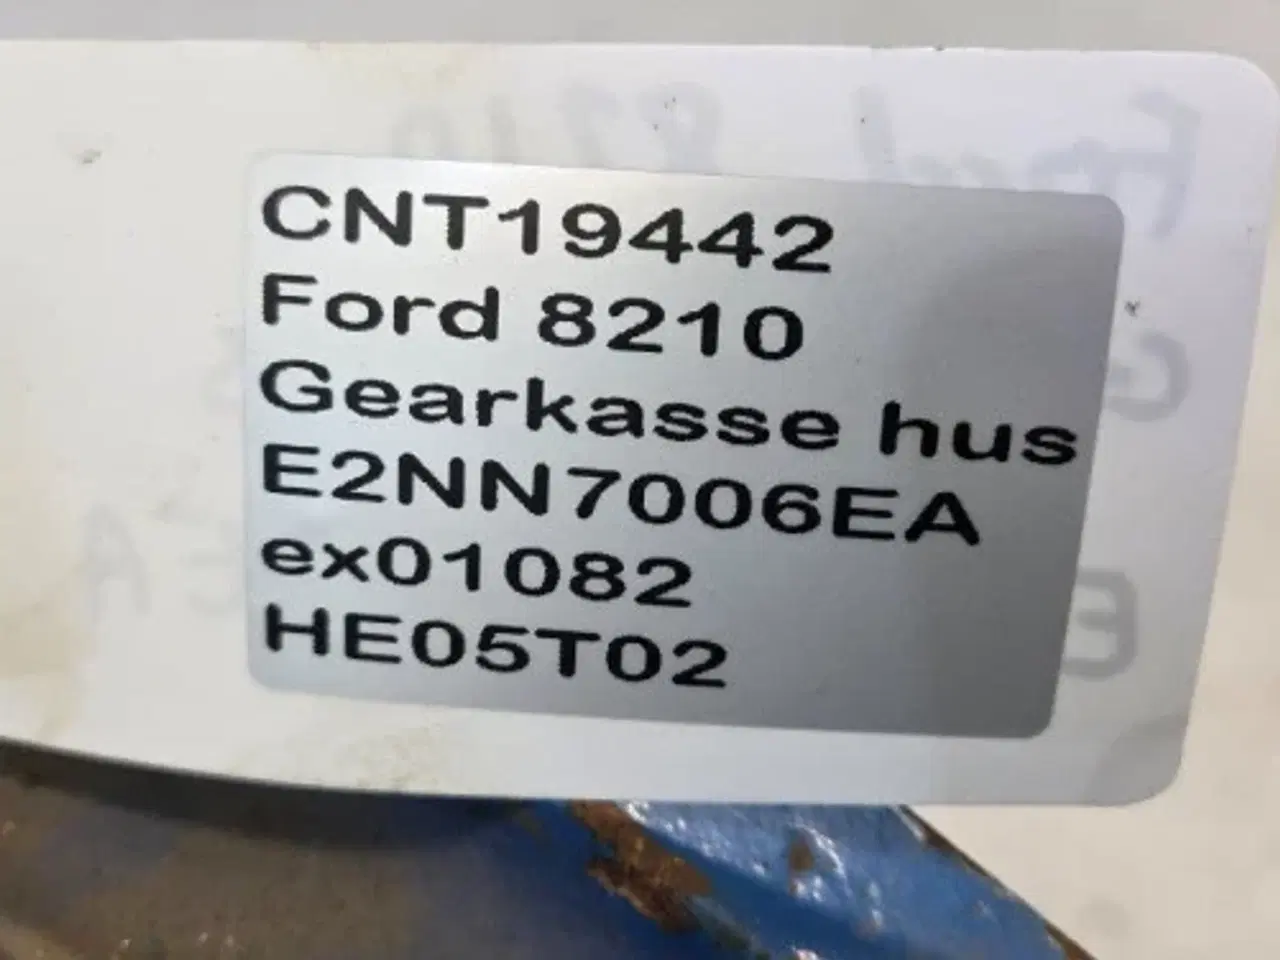 CNT19442
Ford 8210
Gearkasse hus
E2NN7006EA
ex01082
HE05T02